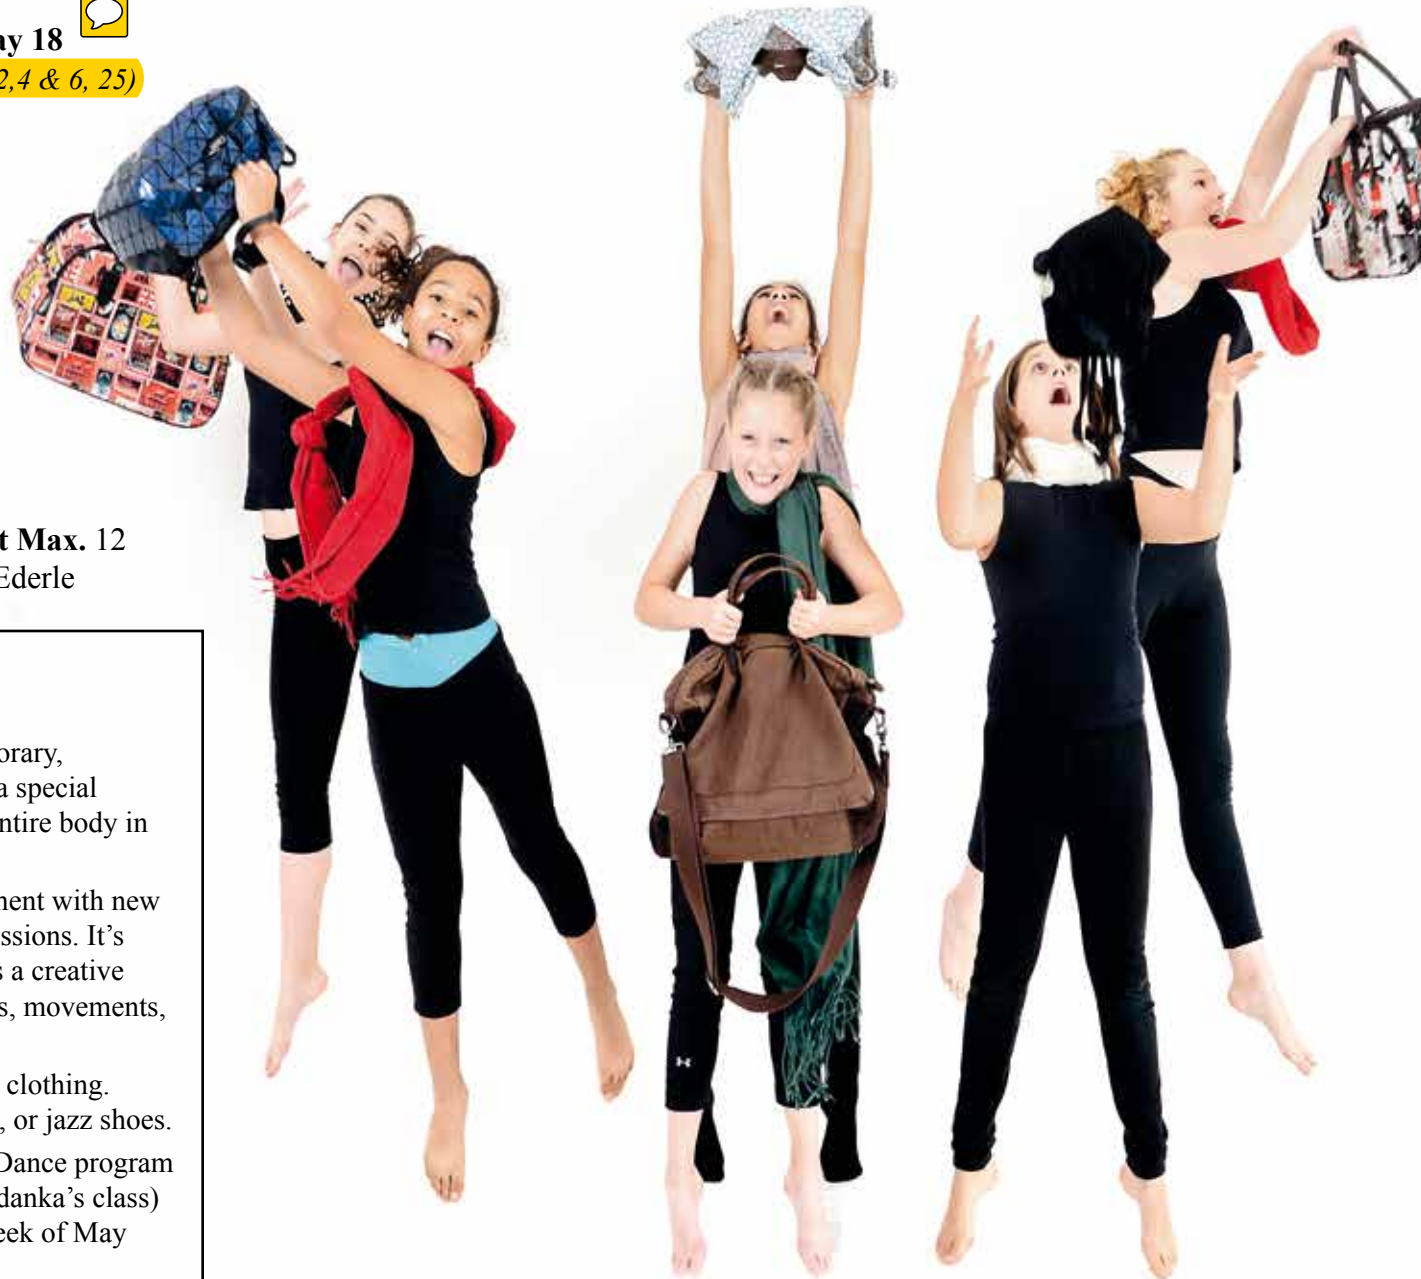 ay 18
2,4 & 6, 25)
t Max. 12
Ederle
orary,
a special
ntire body in
nent with new
ssions. It's
s a creative
s, movements,
clothing.
, or jazz shoes.
Dance program
danka's class)
eek of May